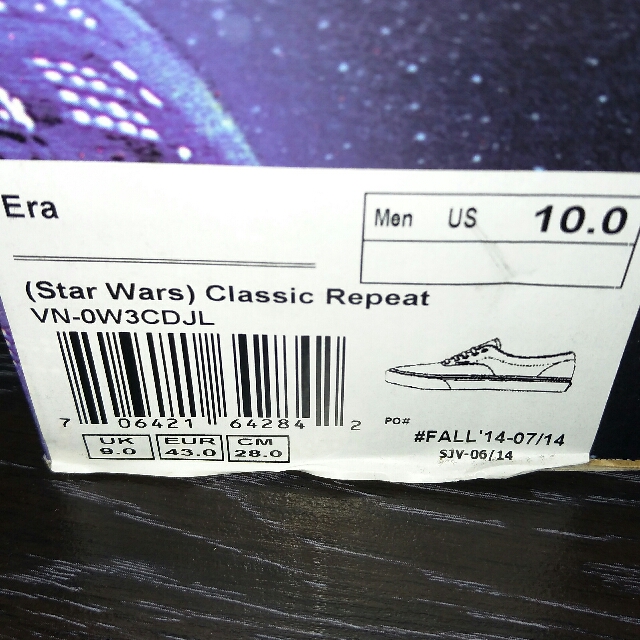 Era
Men US 10.0
(Star Wars) Classic Repeat
VN-0W3CDJL
7 06421 64284 2
UK EUR CM
9.0 43.0 28.0
PO#
#FALL'14-07/14
SJV-06/14